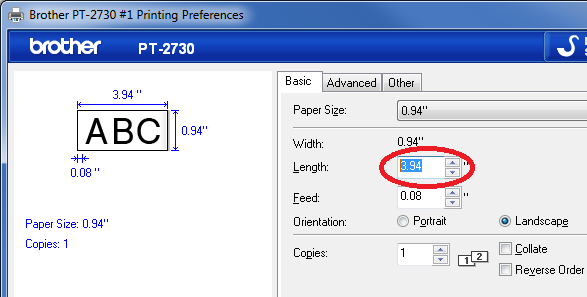 Brother PT-2730 #1 Printing Preferences
brother PT-2730
Basic Advanced Other
3.94 "
ABC
0.94"
0.08 "
Paper Size: 0.94"
Copies: 1
Paper Size: 0.94"
Width: 0.94"
Length: 3.94 "
Feed: 0.08 "
Orientation: Portrait Landscape
Copies: 1 1 2 Collate
Reverse Order